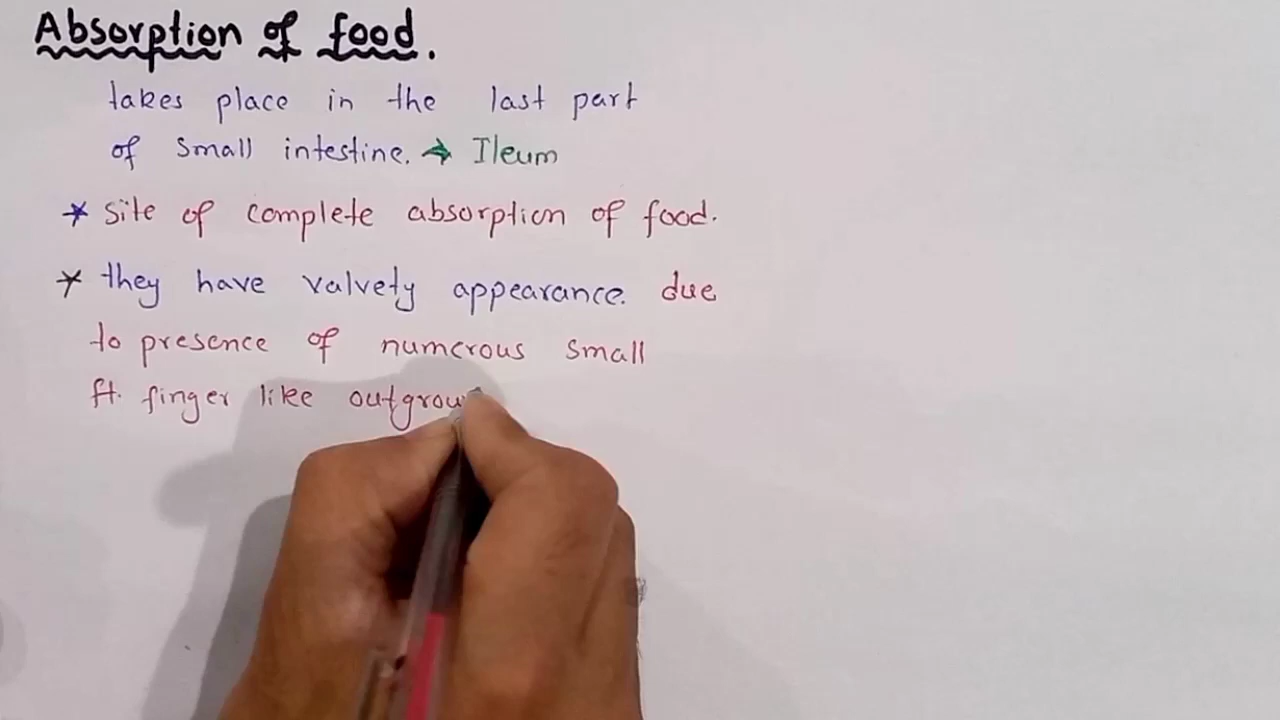 Absorption of food.
takes place in the last part
of small intestine. → Ileum
* site of complete absorption of food.
* they have valvety appearance. due
to presence of numerous small
ft. finger like outgrow